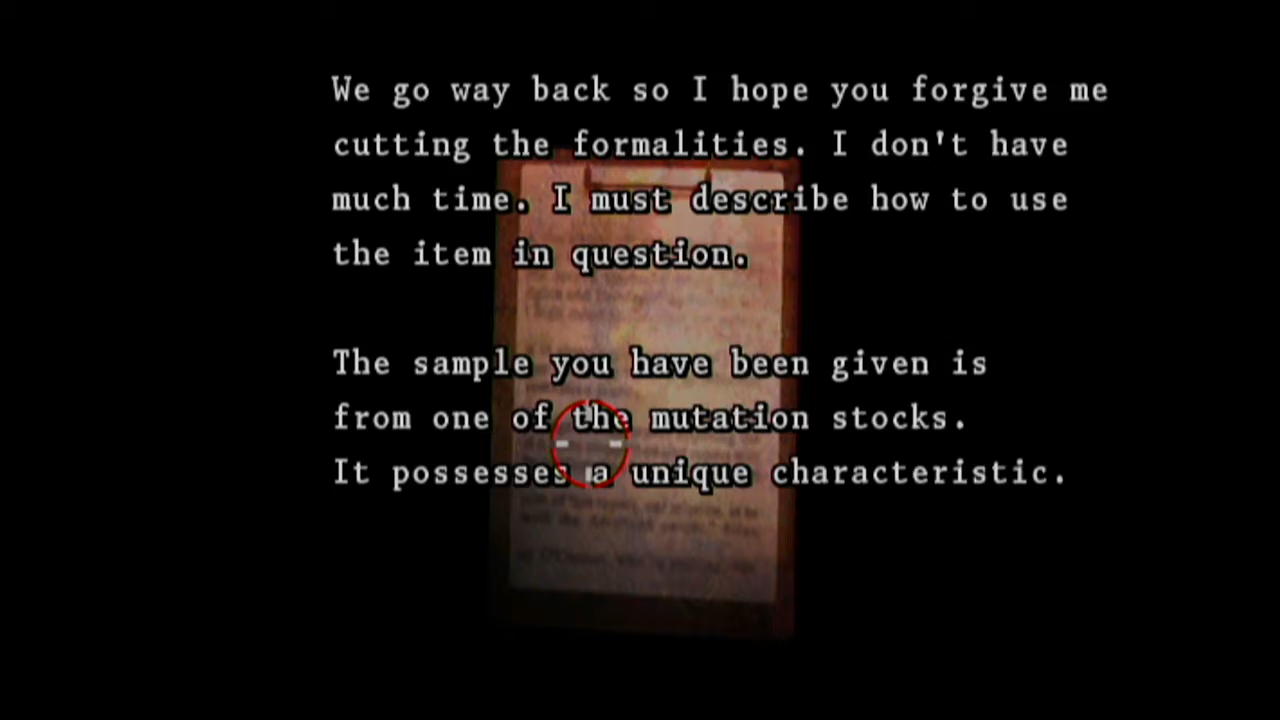 We go way back so I hope you forgive me
cutting the formalities. I don't have
much time. I must describe how to use
the item in question.
The sample you have been given is
from one of the mutation stocks.
It possesses a unique characteristic.